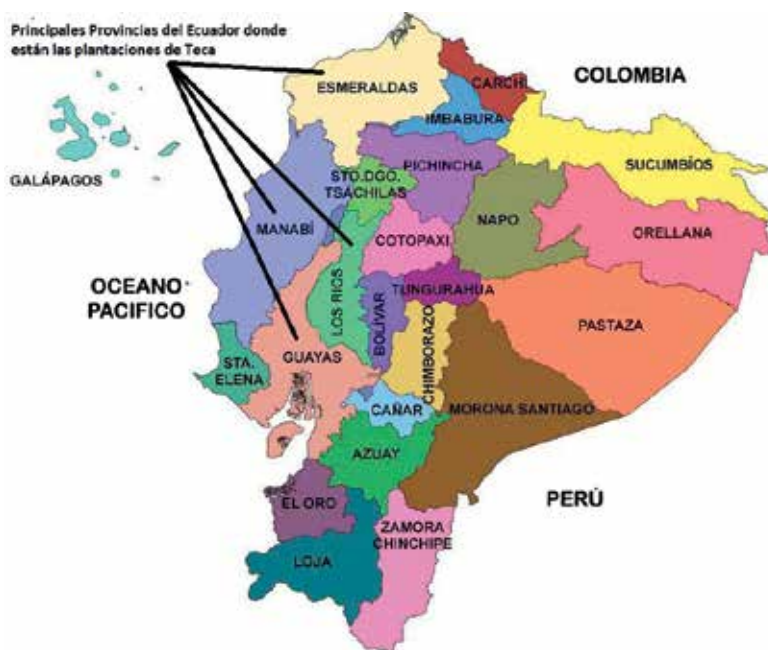 Principales Provincias del Ecuador donde
están las plantaciones de Teca
COLOMBIA
ESMERALDAS
CARCHI
IMBABURA
SUCUMBÍOS
PICHINCHA
STO.DGO.
TSACHILAS
GALÁPAGOS
NAPO
MANABÍ
ORELLANA
COTOPAXI
OCEANO
PACIFICO
TUNGURAHUA
LOS RIOS
BOLÍVAR
PASTAZA
CHIMBORAZO
GUAYAS
STA.
ELENA
CAÑAR
MORONA SANTIAGO
AZUAY
PERÚ
EL ORO
ZAMORA
CHINCHIPE
LOJA